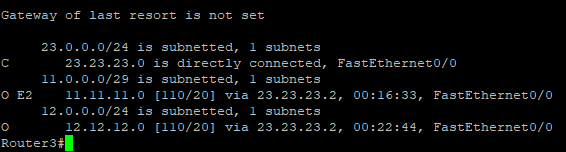 Gateway of last resort is not set
     23.0.0.0/24 is subnetted, 1 subnets
C       23.23.23.0 is directly connected, FastEthernet0/0
     11.0.0.0/29 is subnetted, 1 subnets
O E2    11.11.11.0 [110/20] via 23.23.23.2, 00:16:33, FastEthernet0/0
     12.0.0.0/24 is subnetted, 1 subnets
O       12.12.12.0 [110/20] via 23.23.23.2, 00:22:44, FastEthernet0/0
Router3#